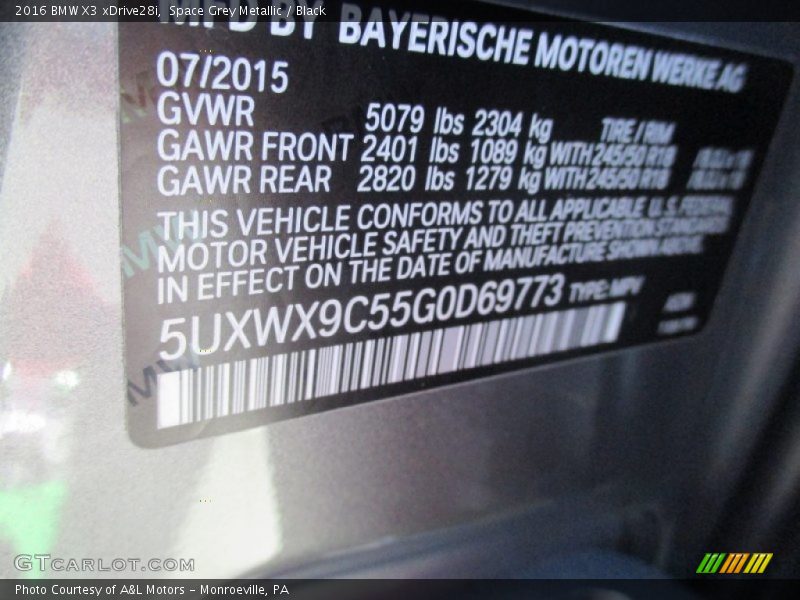 2016 BMW X3 xDrive28i, Space Grey Metallic / Black
MFD BY BAYERISCHE MOTOREN WERKE AG
07/2015
GVWR 5079 lbs 2304 kg TIRE / RIM
GAWR FRONT 2401 lbs 1089 kg WITH 245/50 R18
GAWR REAR 2820 lbs 1279 kg WITH 245/50 R18
THIS VEHICLE CONFORMS TO ALL APPLICABLE U.S. FEDERAL
MOTOR VEHICLE SAFETY AND THEFT PREVENTION STANDARDS
IN EFFECT ON THE DATE OF MANUFACTURE SHOWN ABOVE.
5UXWX9C55G0D69773 TYPE: MPV
GTCARLOT.COM
Photo Courtesy of A&L Motors - Monroeville, PA